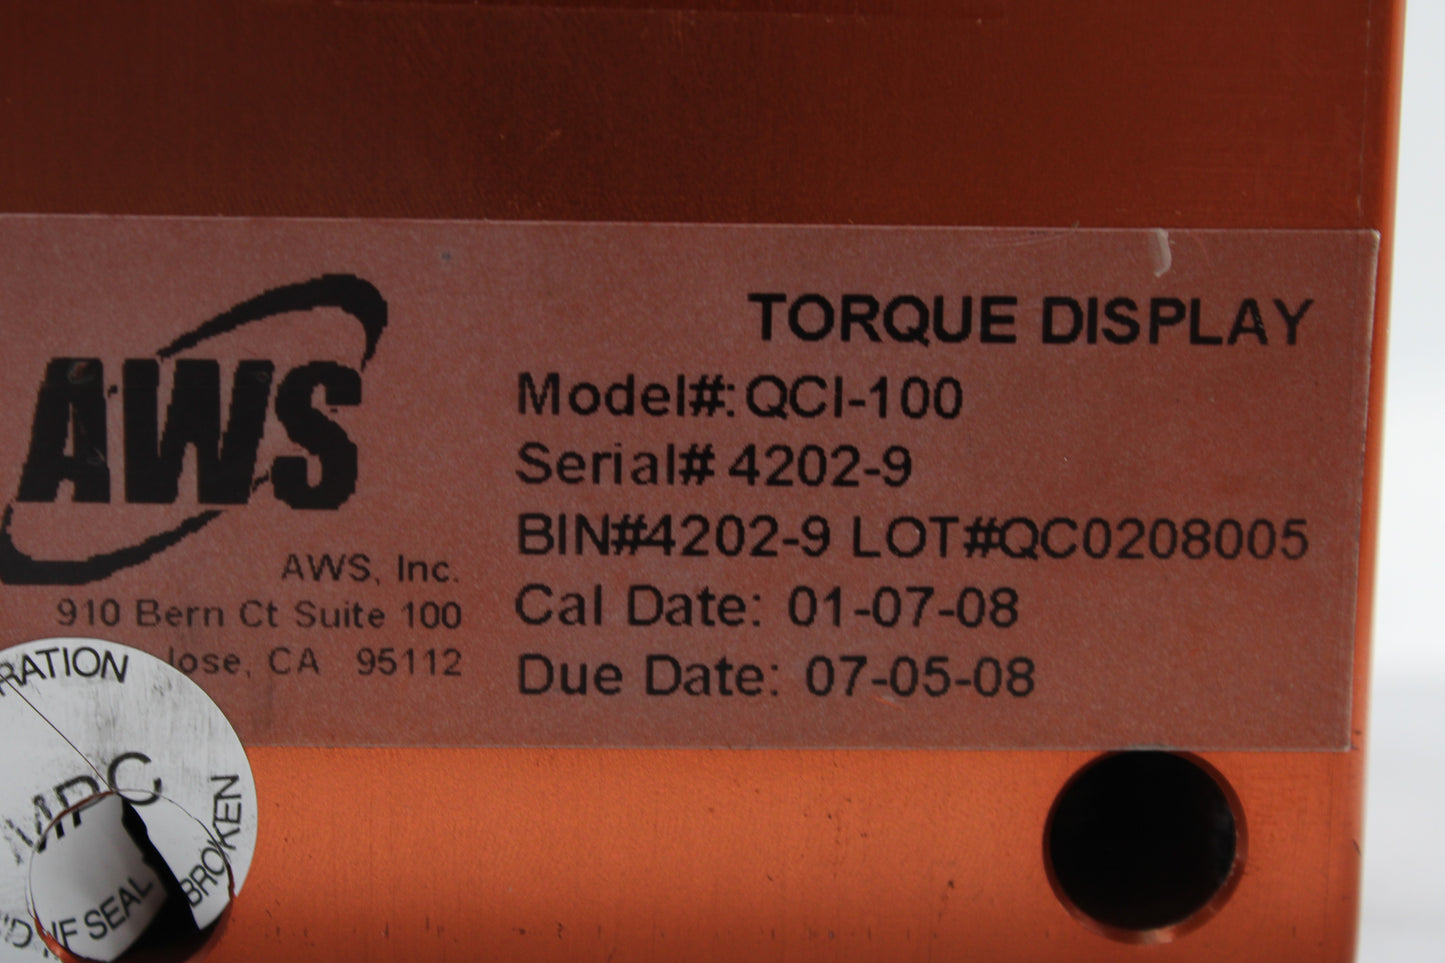 AWS
TORQUE DISPLAY
Model#: QCI-100
Serial# 4202-9
BIN#4202-9 LOT#QC0208005
Cal Date: 01-07-08
Due Date: 07-05-08
AWS, Inc.
910 Bern Ct Suite 100
Jose, CA 95112
RATION
MPC
IF SEAL BROKEN